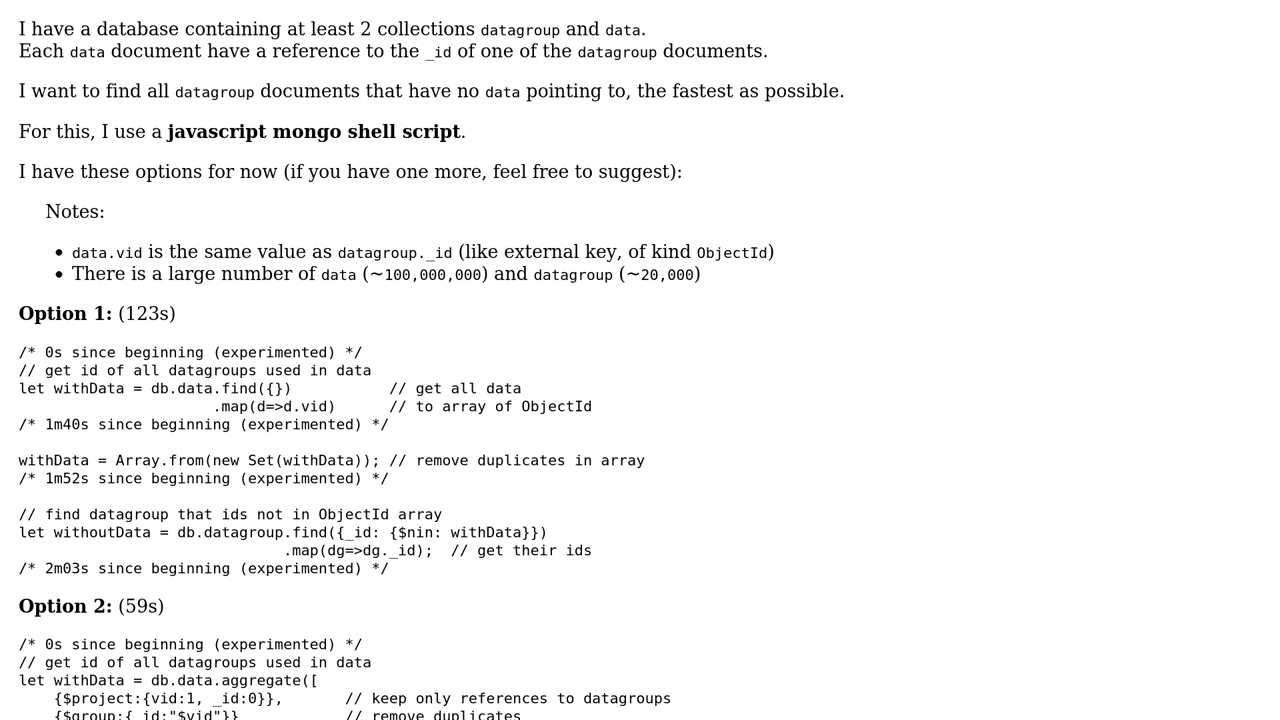 I have a database containing at least 2 collections datagroup and data.
Each data document have a reference to the _id of one of the datagroup documents.
I want to find all datagroup documents that have no data pointing to, the fastest as possible.
For this, I use a javascript mongo shell script.
I have these options for now (if you have one more, feel free to suggest):
Notes:
• data.vid is the same value as datagroup._id (like external key, of kind ObjectId)
• There is a large number of data (~100,000,000) and datagroup (~20,000)
Option 1: (123s)
/* 0s since beginning (experimented) */
// get id of all datagroups used in data
let withData = db.data.find({})           // get all data
                      .map(d=>d.vid)      // to array of ObjectId
/* 1m40s since beginning (experimented) */
withData = Array.from(new Set(withData)); // remove duplicates in array
/* 1m52s since beginning (experimented) */
// find datagroup that ids not in ObjectId array
let withoutData = db.datagroup.find({_id: {$nin: withData}})
                              .map(dg=>dg._id);  // get their ids
/* 2m03s since beginning (experimented) */
Option 2: (59s)
/* 0s since beginning (experimented) */
// get id of all datagroups used in data
let withData = db.data.aggregate([
    {$project:{vid:1, _id:0}},       // keep only references to datagroups
    {$group:{_id:"$vid"}}            // remove duplicates